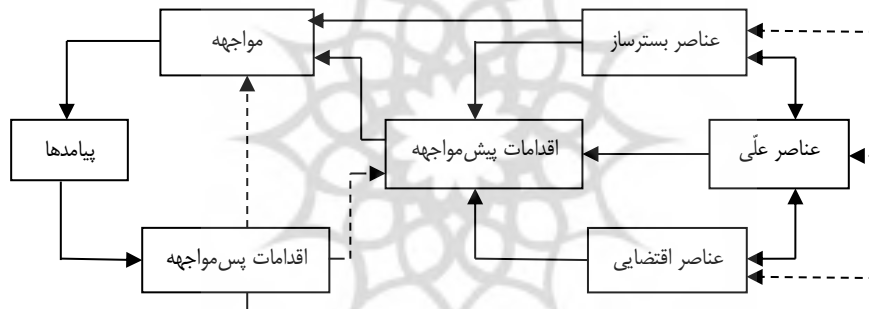 عناصر بسترساز
مواجهه
عناصر علّی
اقدامات پیش‌مواجهه
پیامدها
عناصر اقتضایی
اقدامات پس‌مواجهه